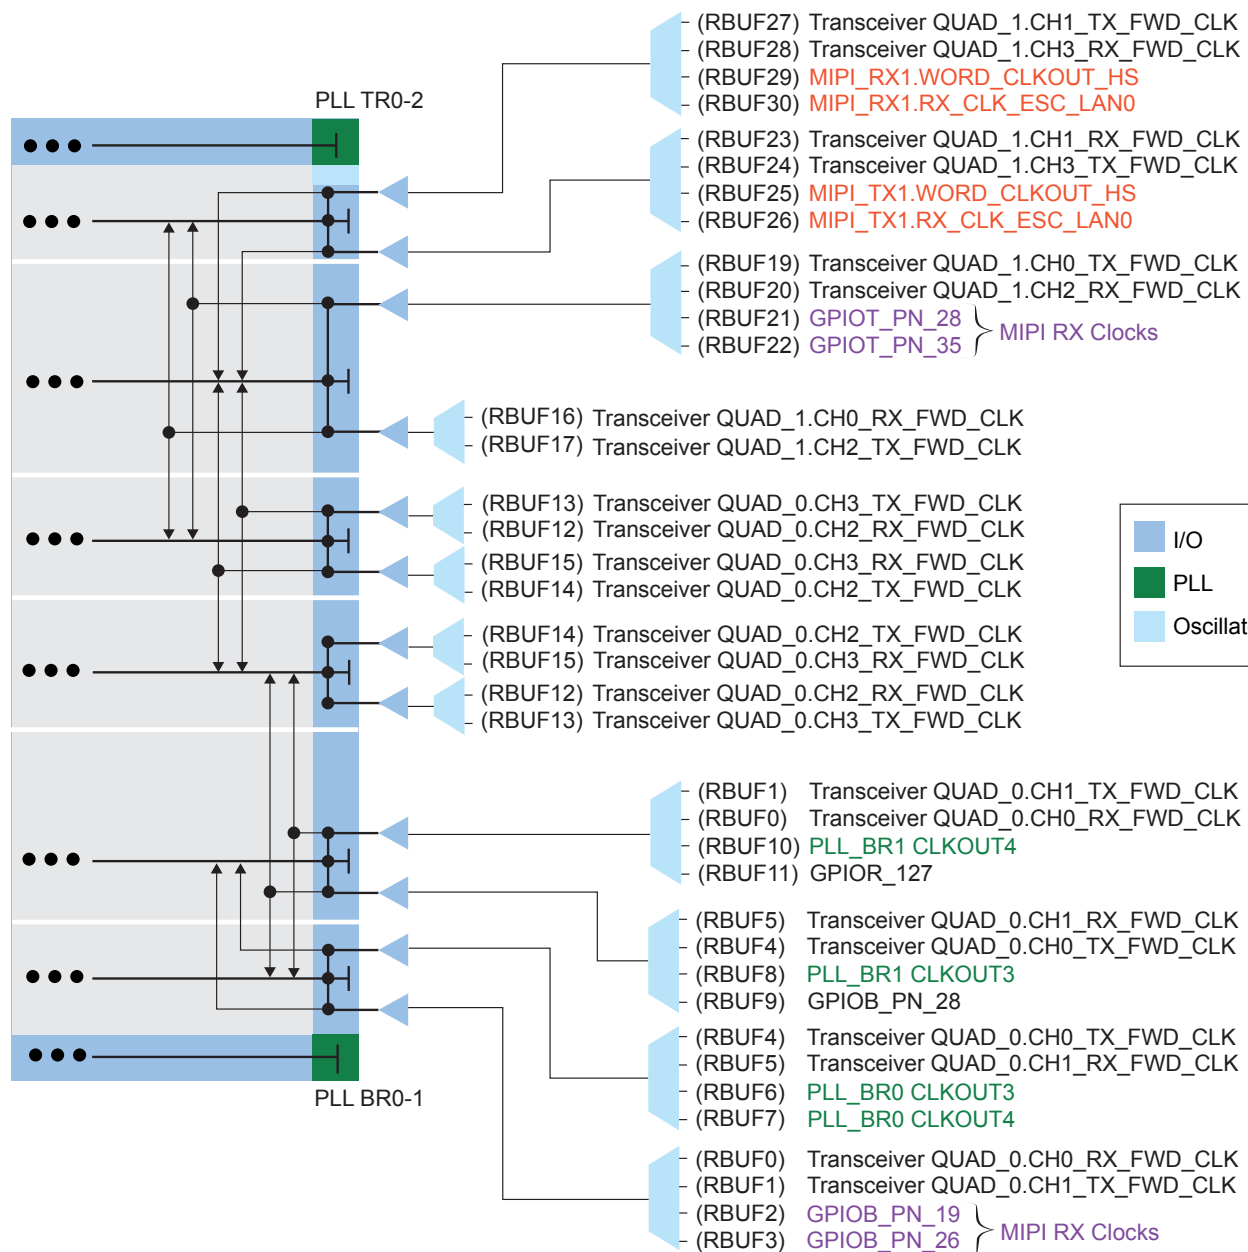 (RBUF27) Transceiver QUAD_1.CH1_TX_FWD_CLK
(RBUF28) Transceiver QUAD_1.CH3_RX_FWD_CLK
(RBUF29) MIPI_RX1.WORD_CLKOUT_HS
(RBUF30) MIPI_RX1.RX_CLK_ESC_LAN0
PLL TR0-2
(RBUF23) Transceiver QUAD_1.CH1_RX_FWD_CLK
(RBUF24) Transceiver QUAD_1.CH3_TX_FWD_CLK
(RBUF25) MIPI_TX1.WORD_CLKOUT_HS
(RBUF26) MIPI_TX1.RX_CLK_ESC_LAN0
(RBUF19) Transceiver QUAD_1.CH0_TX_FWD_CLK
(RBUF20) Transceiver QUAD_1.CH2_RX_FWD_CLK
(RBUF21) GPIOT_PN_28
(RBUF22) GPIOT_PN_35
MIPI RX Clocks
(RBUF16) Transceiver QUAD_1.CH0_RX_FWD_CLK
(RBUF17) Transceiver QUAD_1.CH2_TX_FWD_CLK
(RBUF13) Transceiver QUAD_0.CH3_TX_FWD_CLK
(RBUF12) Transceiver QUAD_0.CH2_RX_FWD_CLK
(RBUF15) Transceiver QUAD_0.CH3_RX_FWD_CLK
(RBUF14) Transceiver QUAD_0.CH2_TX_FWD_CLK
I/O
PLL
Oscillat
(RBUF14) Transceiver QUAD_0.CH2_TX_FWD_CLK
(RBUF15) Transceiver QUAD_0.CH3_RX_FWD_CLK
(RBUF12) Transceiver QUAD_0.CH2_RX_FWD_CLK
(RBUF13) Transceiver QUAD_0.CH3_TX_FWD_CLK
(RBUF1) Transceiver QUAD_0.CH1_TX_FWD_CLK
(RBUF0) Transceiver QUAD_0.CH0_RX_FWD_CLK
(RBUF10) PLL_BR1 CLKOUT4
(RBUF11) GPIOR_127
(RBUF5) Transceiver QUAD_0.CH1_RX_FWD_CLK
(RBUF4) Transceiver QUAD_0.CH0_TX_FWD_CLK
(RBUF8) PLL_BR1 CLKOUT3
(RBUF9) GPIOB_PN_28
(RBUF4) Transceiver QUAD_0.CH0_TX_FWD_CLK
(RBUF5) Transceiver QUAD_0.CH1_RX_FWD_CLK
(RBUF6) PLL_BR0 CLKOUT3
(RBUF7) PLL_BR0 CLKOUT4
PLL BR0-1
(RBUF0) Transceiver QUAD_0.CH0_RX_FWD_CLK
(RBUF1) Transceiver QUAD_0.CH1_TX_FWD_CLK
(RBUF2) GPIOB_PN_19
(RBUF3) GPIOB_PN_26
MIPI RX Clocks